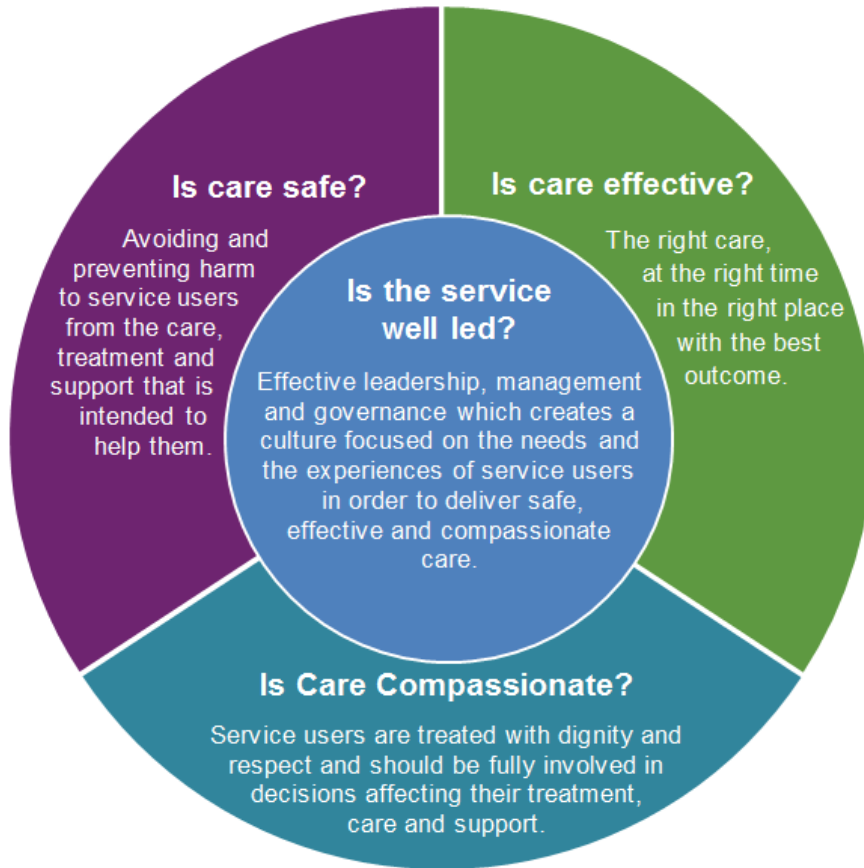 Is care safe?
Avoiding and
preventing harm
to service users
from the care,
treatment and
support that is
intended to
help them.
Is care effective?
The right care,
at the right time
in the right place
with the best
outcome.
Is the service
well led?
Effective leadership, management
and governance which creates a
culture focused on the needs and
the experiences of service users
in order to deliver safe,
effective and compassionate
care.
Is Care Compassionate?
Service users are treated with dignity and
respect and should be fully involved in
decisions affecting their treatment,
care and support.